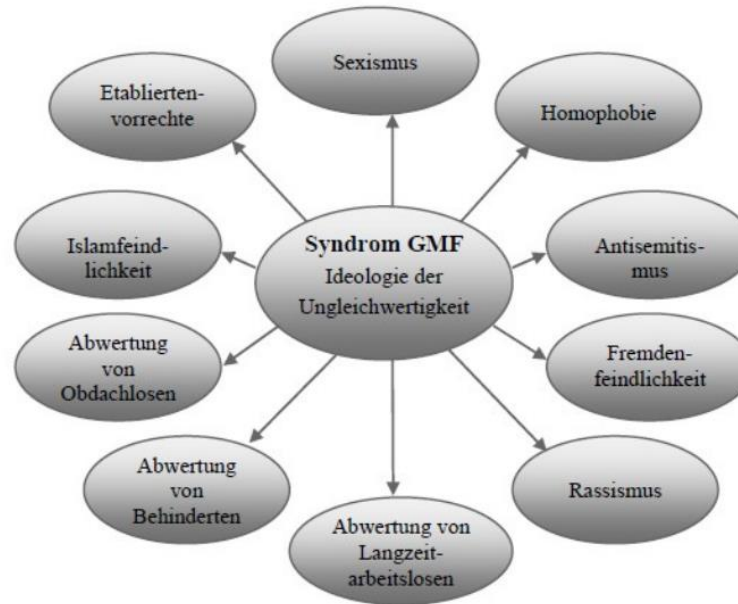 Sexismus
Etablierten-
vorrechte
Homophobie
Islamfeind-
lichkeit
Syndrom GMF
Ideologie der
Ungleichwertigkeit
Antisemitis-
mus
Abwertung
von
Obdachlosen
Fremden-
feindlichkeit
Abwertung
von
Behinderten
Rassismus
Abwertung von
Langzeit-
arbeitslosen